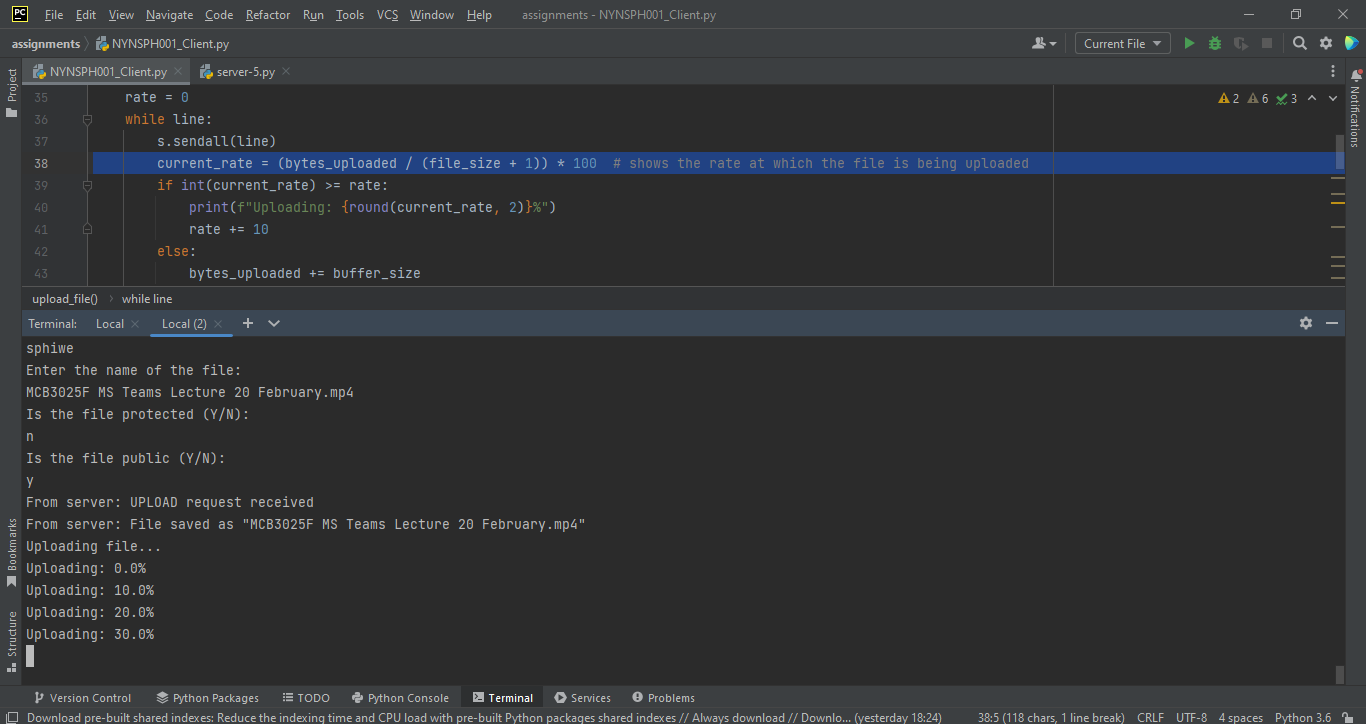 PC File Edit View Navigate Code Refactor Run Tools VCS Window Help assignments - NYNSPH001_Client.py
assignments NYNSPH001_Client.py Current File
Project
NYNSPH001_Client.py server-5.py
Notifications
2 6 3
35 rate = 0
36 while line:
37 s.sendall(line)
38 current_rate = (bytes_uploaded / (file_size + 1)) * 100 # shows the rate at which the file is being uploaded
39 if int(current_rate) >= rate:
40 print(f"Uploading: {round(current_rate, 2)}%")
41 rate += 10
42 else:
43 bytes_uploaded += buffer_size
upload_file() while line
Terminal: Local Local (2)
sphiwe
Enter the name of the file:
MCB3025F MS Teams Lecture 20 February.mp4
Is the file protected (Y/N):
n
Is the file public (Y/N):
y
From server: UPLOAD request received
From server: File saved as "MCB3025F MS Teams Lecture 20 February.mp4"
Uploading file...
Uploading: 0.0%
Uploading: 10.0%
Uploading: 20.0%
Uploading: 30.0%
Bookmarks
Structure
Version Control Python Packages TODO Python Console Terminal Services Problems
Download pre-built shared indexes: Reduce the indexing time and CPU load with pre-built Python packages shared indexes // Always download // Downlo... (yesterday 18:24) 38:5 (118 chars, 1 line break) CRLF UTF-8 4 spaces Python 3.6